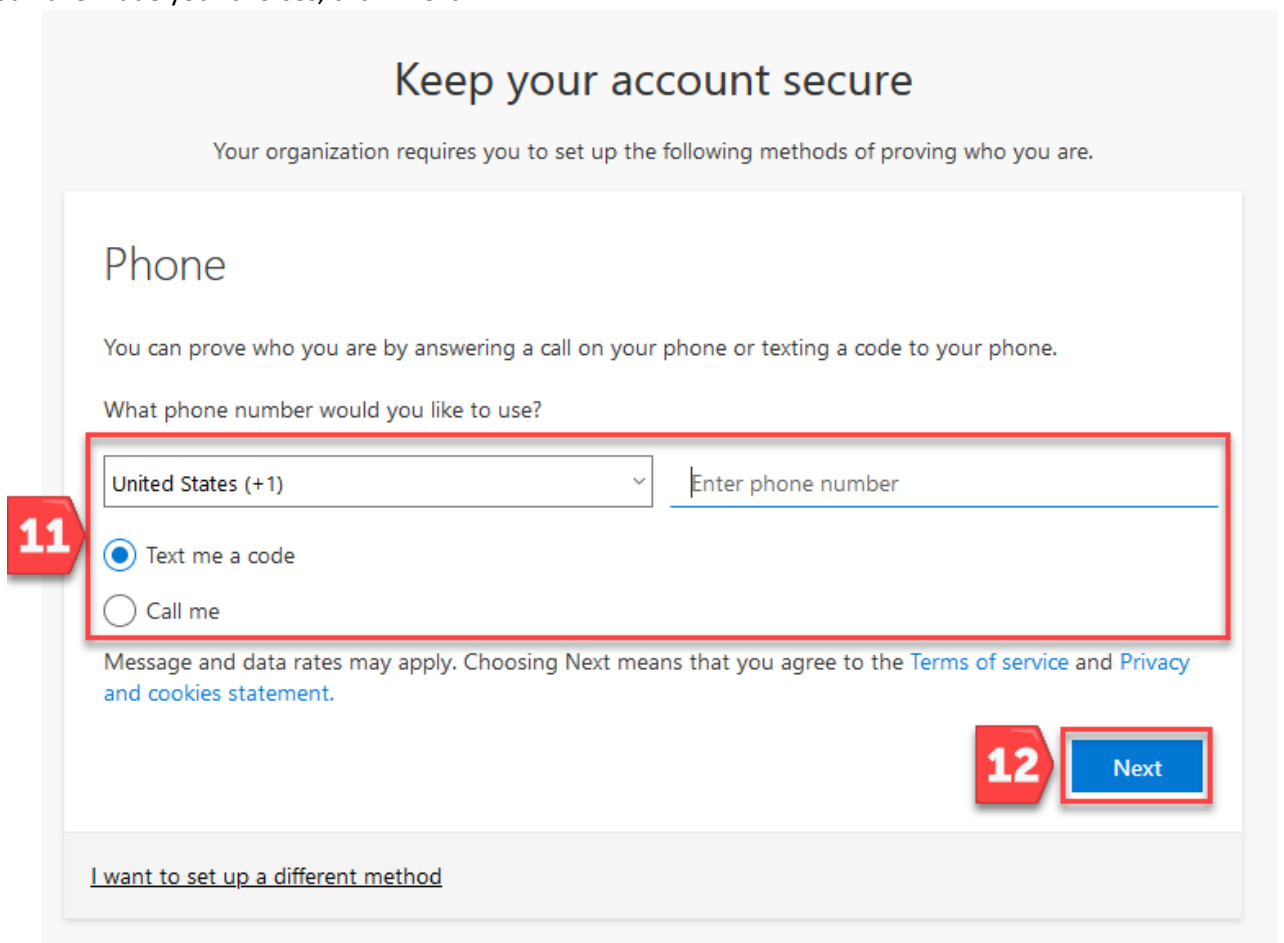 Keep your account secure
Your organization requires you to set up the following methods of proving who you are.
Phone
You can prove who you are by answering a call on your phone or texting a code to your phone.
What phone number would you like to use?
United States (+1)
Enter phone number
11
Text me a code
Call me
Message and data rates may apply. Choosing Next means that you agree to the Terms of service and Privacy
and cookies statement.
12
Next
I want to set up a different method